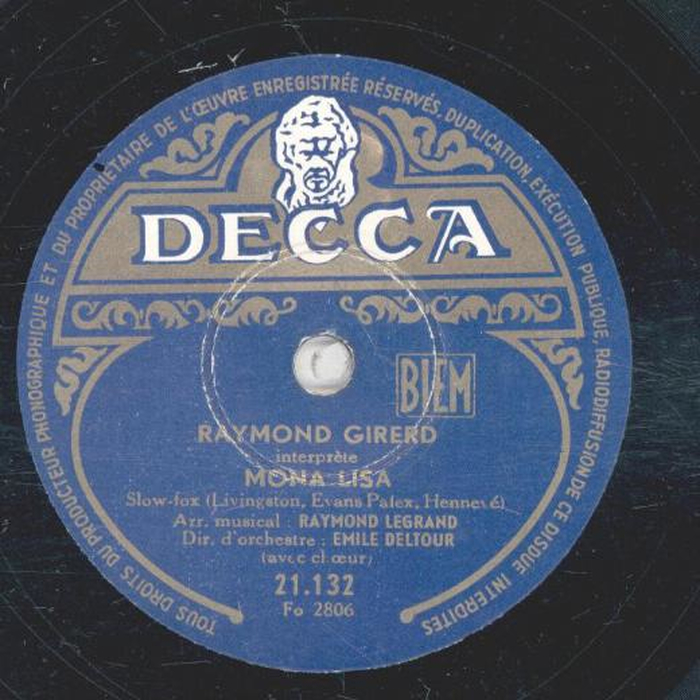 TOUS DROITS DU PRODUCTEUR PHONOGRAPHIQUE ET DU PROPRIÉTAIRE DE L'ŒUVRE ENREGISTRÉE RÉSERVÉS, DUPLICATION, EXÉCUTION PUBLIQUE, RADIODIFFUSION DE CE DISQUE INTERDITES
DECCA
BIEM
RAYMOND GIRERD
interprète
MONA LISA
Slow-fox (Livingston, Evans Palex, Hennevé)
Arr. musical : RAYMOND LEGRAND
Dir. d'orchestre : EMILE DELTOUR
(avec chœur)
21.132
Fo 2806